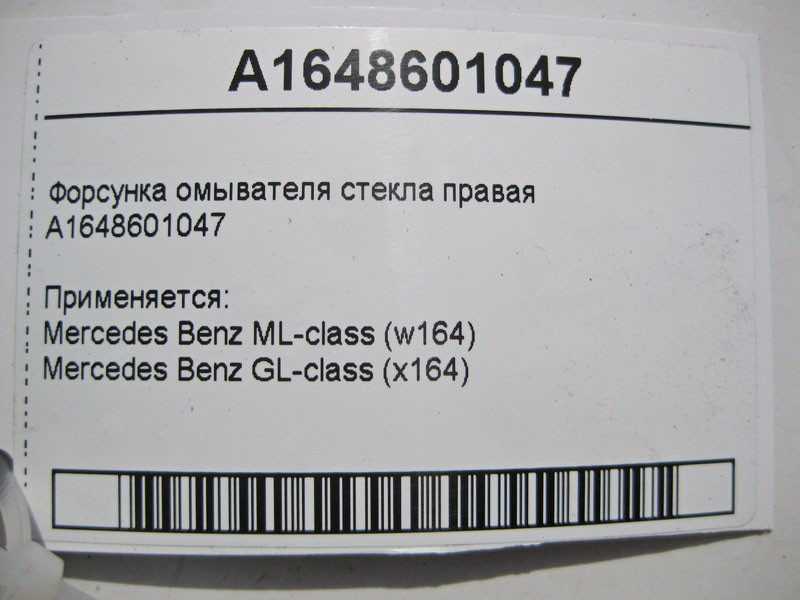 A1648601047
Форсунка омывателя стекла правая
A1648601047
Применяется:
Mercedes Benz ML-class (w164)
Mercedes Benz GL-class (x164)